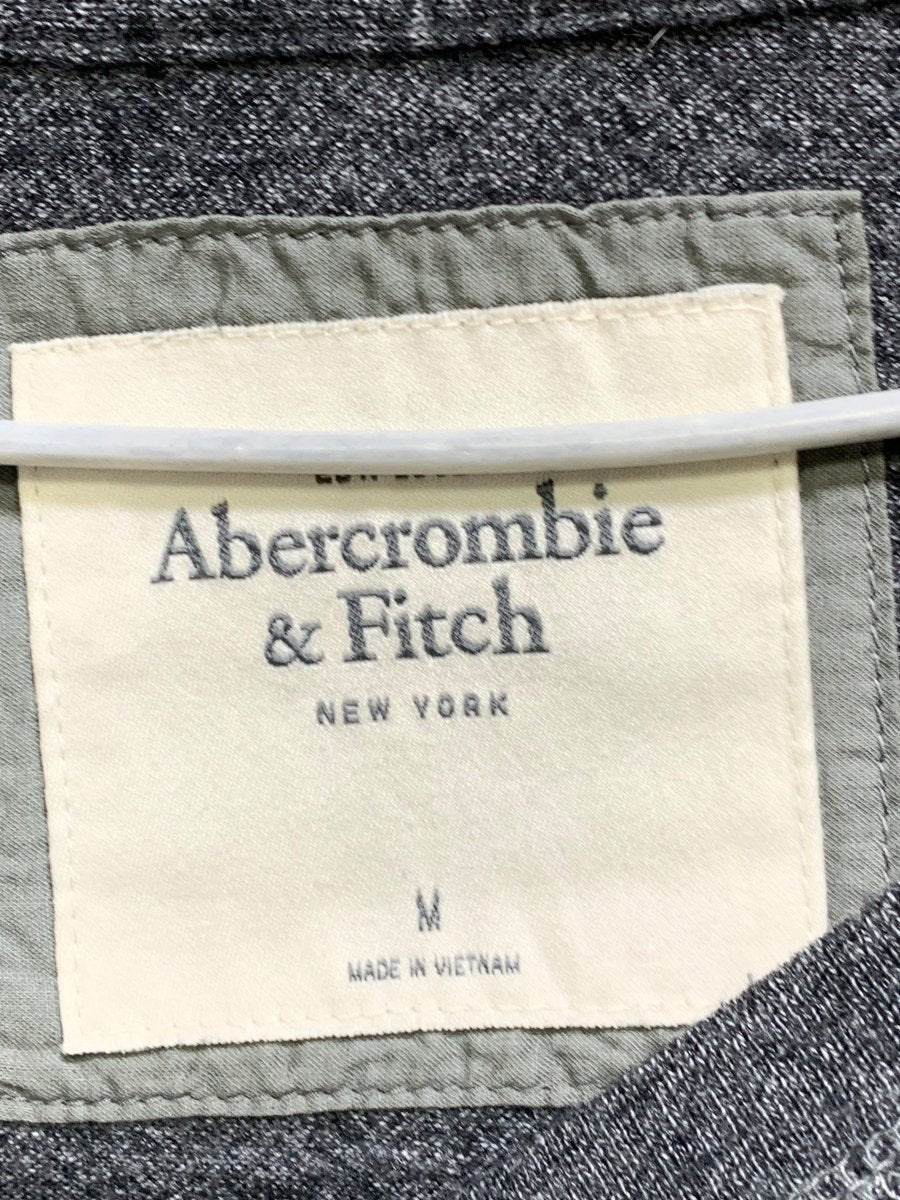 Abercrombie
& Fitch
NEW YORK
M
MADE IN VIETNAM